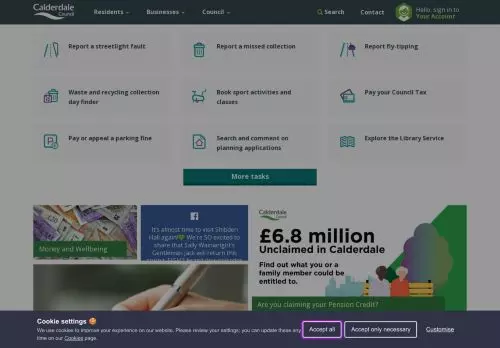 Calderdale
Council
Residents
Businesses
Council
Search
Contact
Hello, sign in to
Your Account
Report a streetlight fault
Report a missed collection
Report fly-tipping
Waste and recycling collection
day finder
Book sport activities and
classes
Pay your Council Tax
Pay or appeal a parking fine
Search and comment on
planning applications
Explore the Library Service
More tasks
Money and Wellbeing
It's almost time to visit Shibden
Hall again💚 We're SO excited to
share that Sally Wainwright's
Gentleman Jack will return this
Calderdale
Council
£6.8 million
Unclaimed in Calderdale
Find out what you or a
family member could be
entitled to.
Are you claiming your Pension Credit?
Cookie settings 🍪
We use cookies to improve your experience on our website. Please review your settings; you can update these any
time on our Cookies page.
Accept all
Accept only necessary
Customise